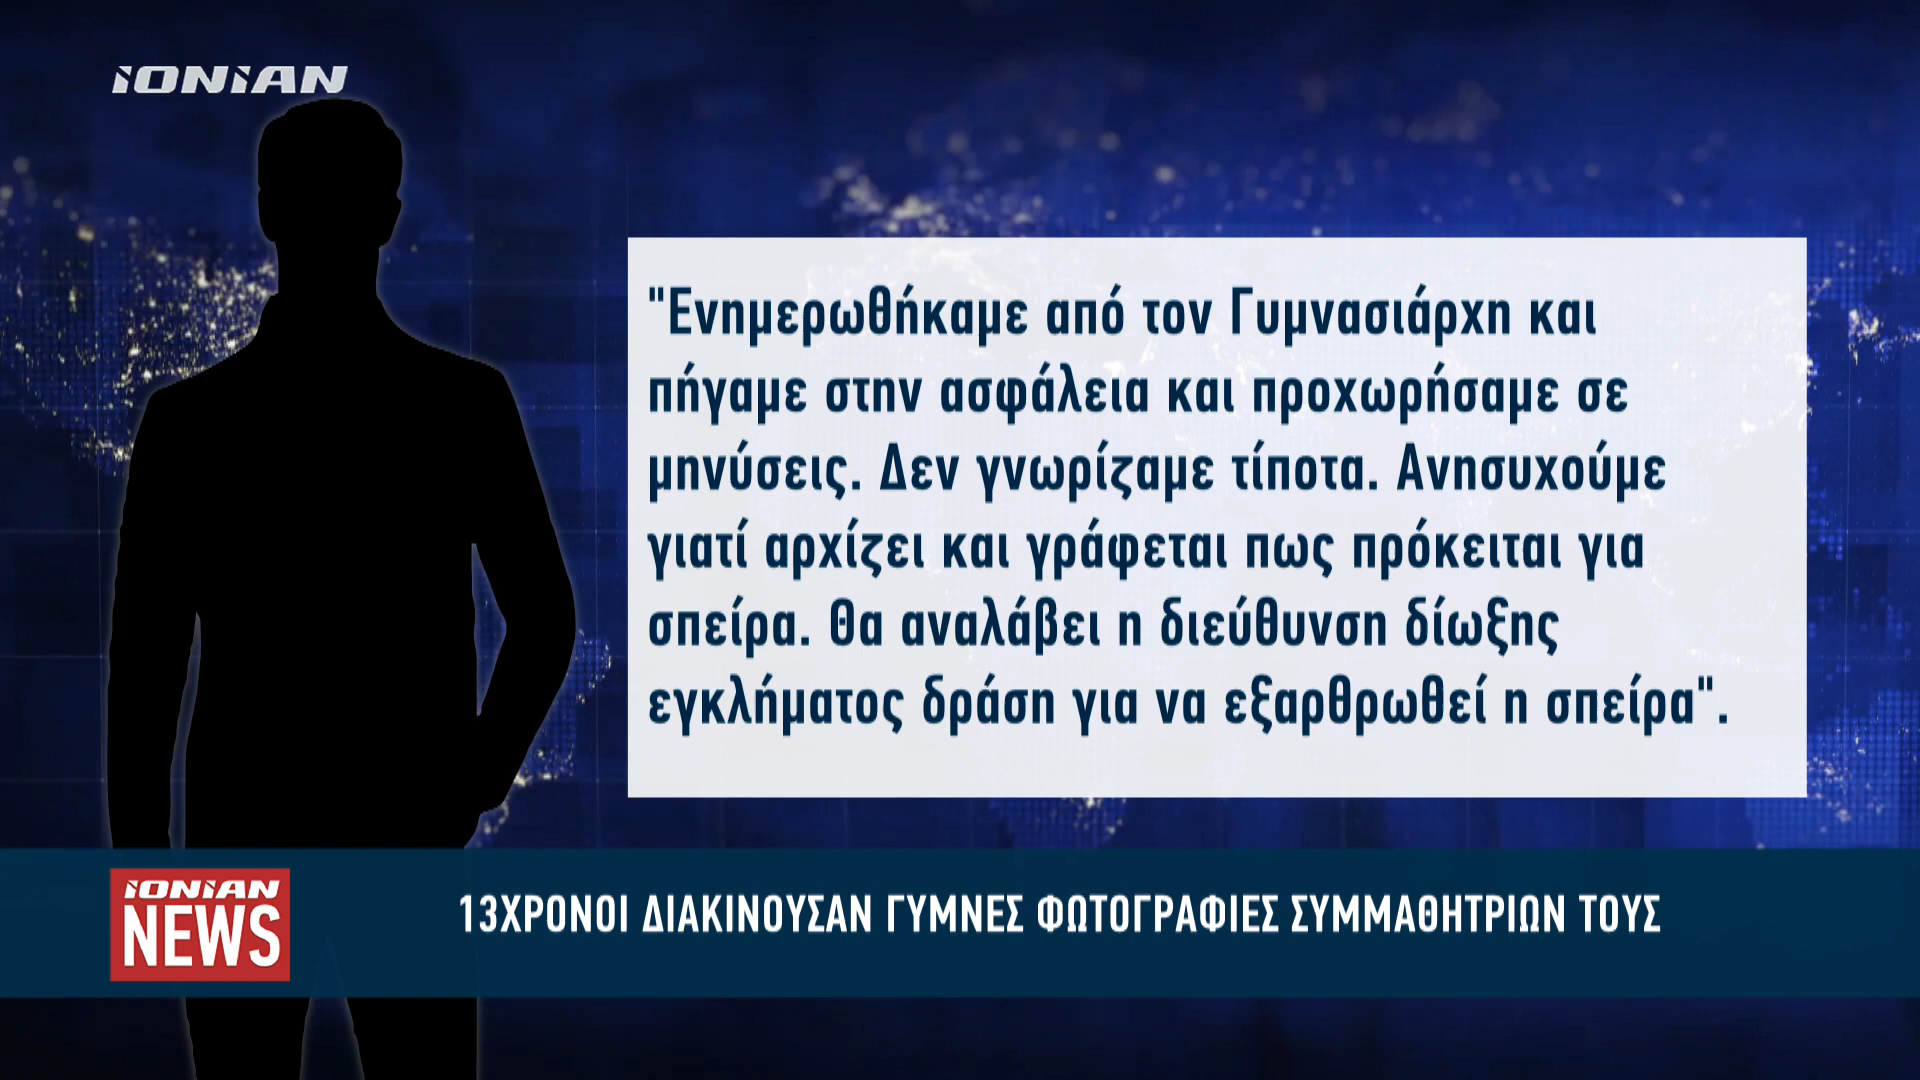 iONiAN
"Ενημερωθήκαμε από τον Γυμνασιάρχη και
πήγαμε στην ασφάλεια και προχωρήσαμε σε
μηνύσεις. Δεν γνωρίζαμε τίποτα. Ανησυχούμε
γιατί αρχίζει και γράφεται πως πρόκειται για
σπείρα. Θα αναλάβει η διεύθυνση δίωξης
εγκλήματος δράση για να εξαρθρωθεί η σπείρα".
iONiAN
NEWS
13ΧΡΟΝΟΙ ΔΙΑΚΙΝΟΥΣΑΝ ΓΥΜΝΕΣ ΦΩΤΟΓΡΑΦΙΕΣ ΣΥΜΜΑΘΗΤΡΙΩΝ ΤΟΥΣ